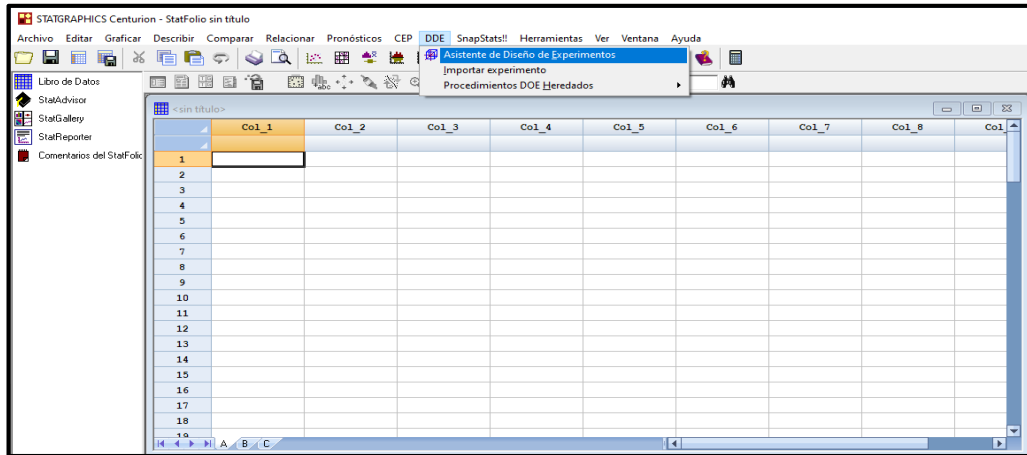 STATGRAPHICS Centurion - StatFolio sin título
Archivo Editar Graficar Describir Comparar Relacionar Pronósticos CEP DDE SnapStats!! Herramientas Ver Ventana Ayuda
Asistente de Diseño de Experimentos
Importar experimento
Procedimientos DOE Heredados
Libro de Datos
StatAdvisor
StatGallery
StatReporter
Comentarios del StatFolio
<sin título>
Col_1 Col_2 Col_3 Col_4 Col_5 Col_6 Col_7 Col_8 Col_
1
2
3
4
5
6
7
8
9
10
11
12
13
14
15
16
17
18
19
A B C